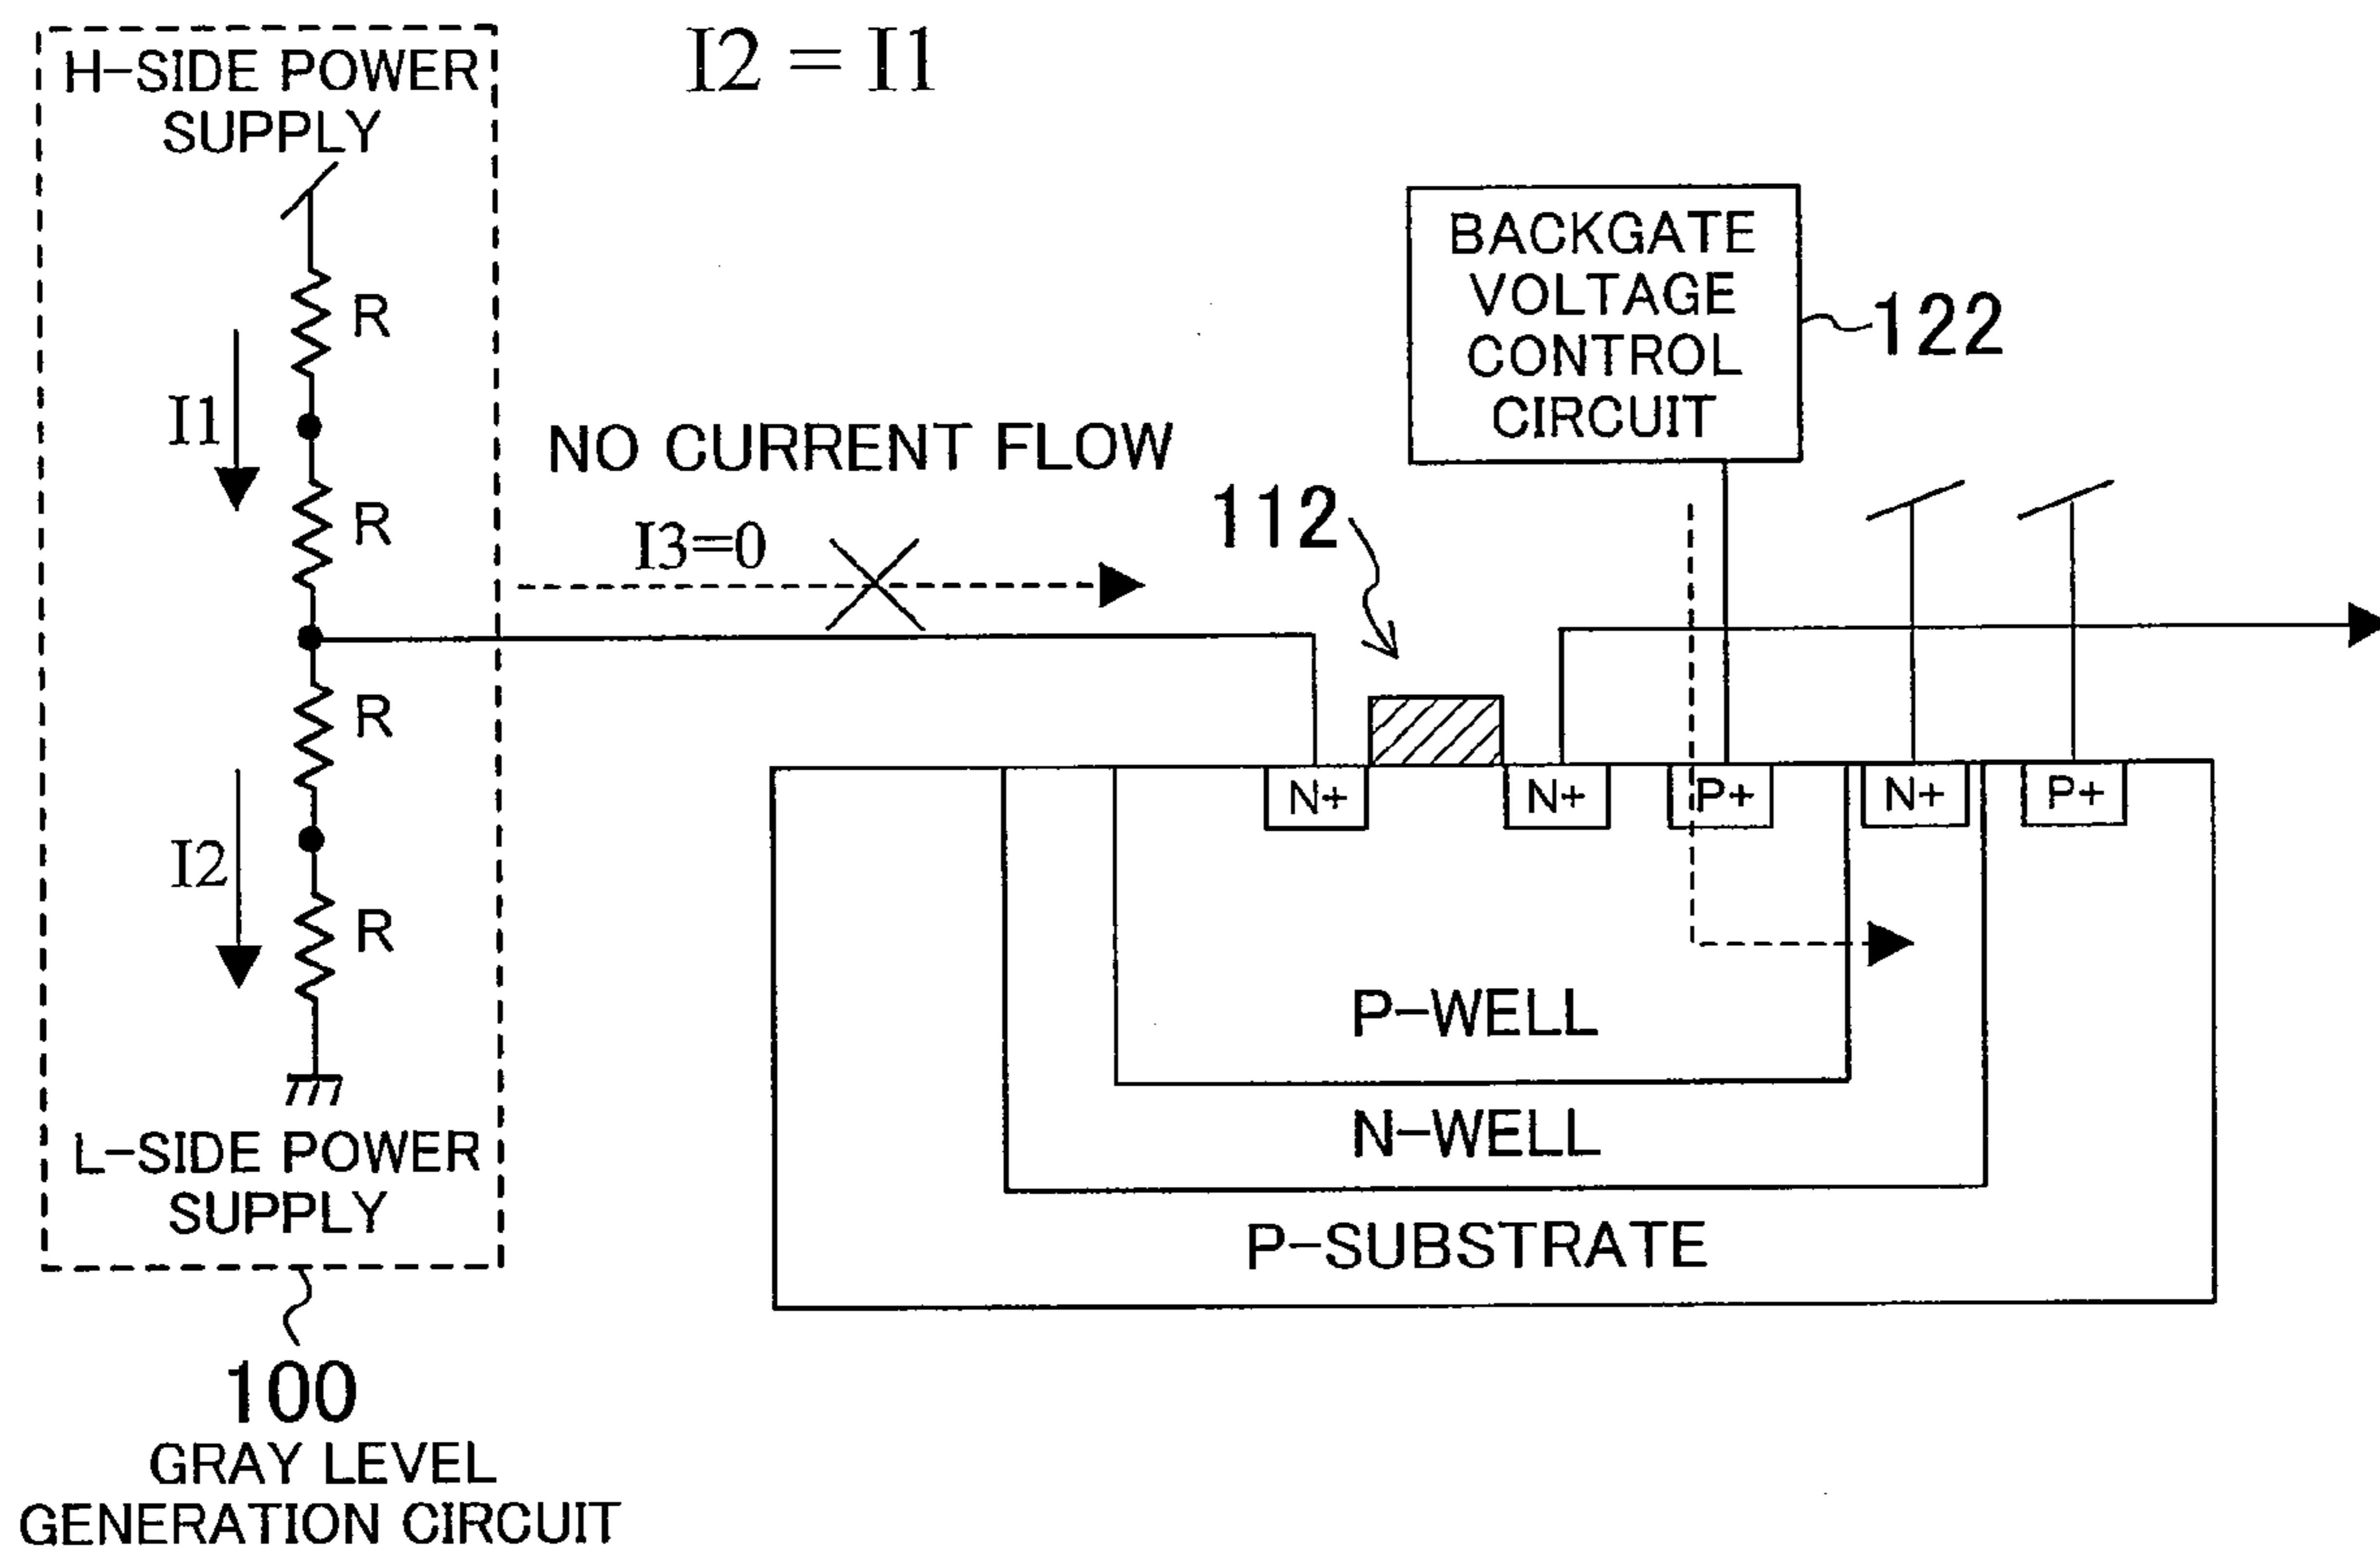 H-SIDE POWER
SUPPLY
I2 = I1
R
I1
R
R
I2
R
L-SIDE POWER
SUPPLY
100
GRAY LEVEL
GENERATION CIRCUIT
NO CURRENT FLOW
I3=0
BACKGATE
VOLTAGE
CONTROL
CIRCUIT
122
112
N+
N+
P+
N+
P+
P-WELL
N-WELL
P-SUBSTRATE